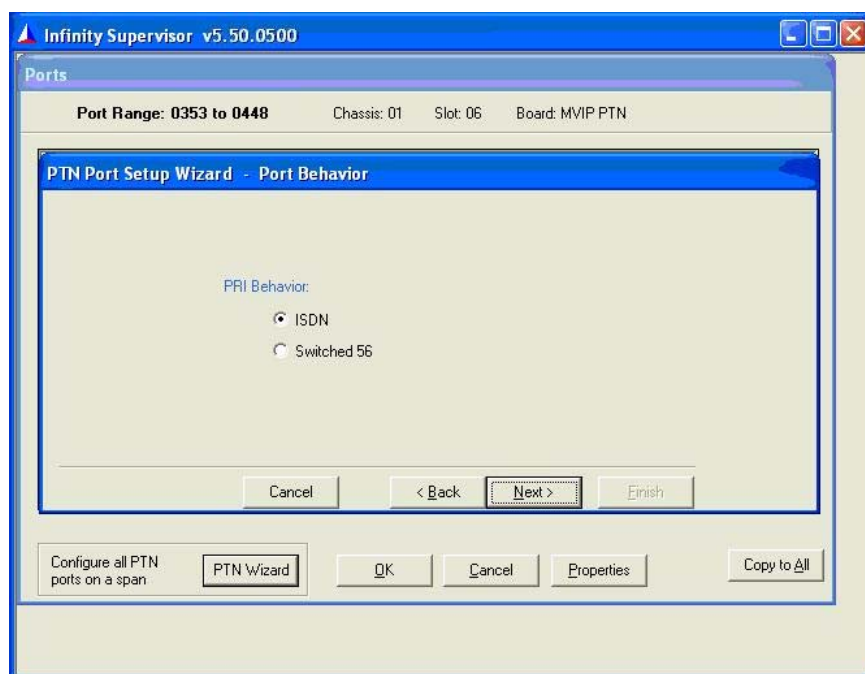 Infinity Supervisor v5.50.0500
Ports
Port Range: 0353 to 0448 Chassis: 01 Slot: 06 Board: MVIP PTN
PTN Port Setup Wizard - Port Behavior
PRI Behavior:
ISDN
Switched 56
Cancel < Back Next > Finish
Configure all PTN
ports on a span
PTN Wizard OK Cancel Properties Copy to All